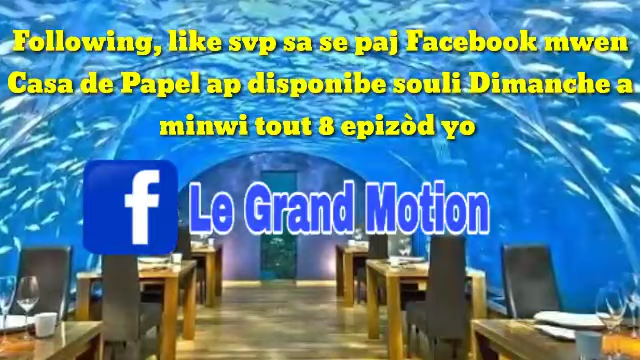 Following, like svp sa se paj Facebook mwen
Casa de Papel ap disponibe souli Dimanche a
minwi tout 8 epizòd yo
f Le Grand Motion